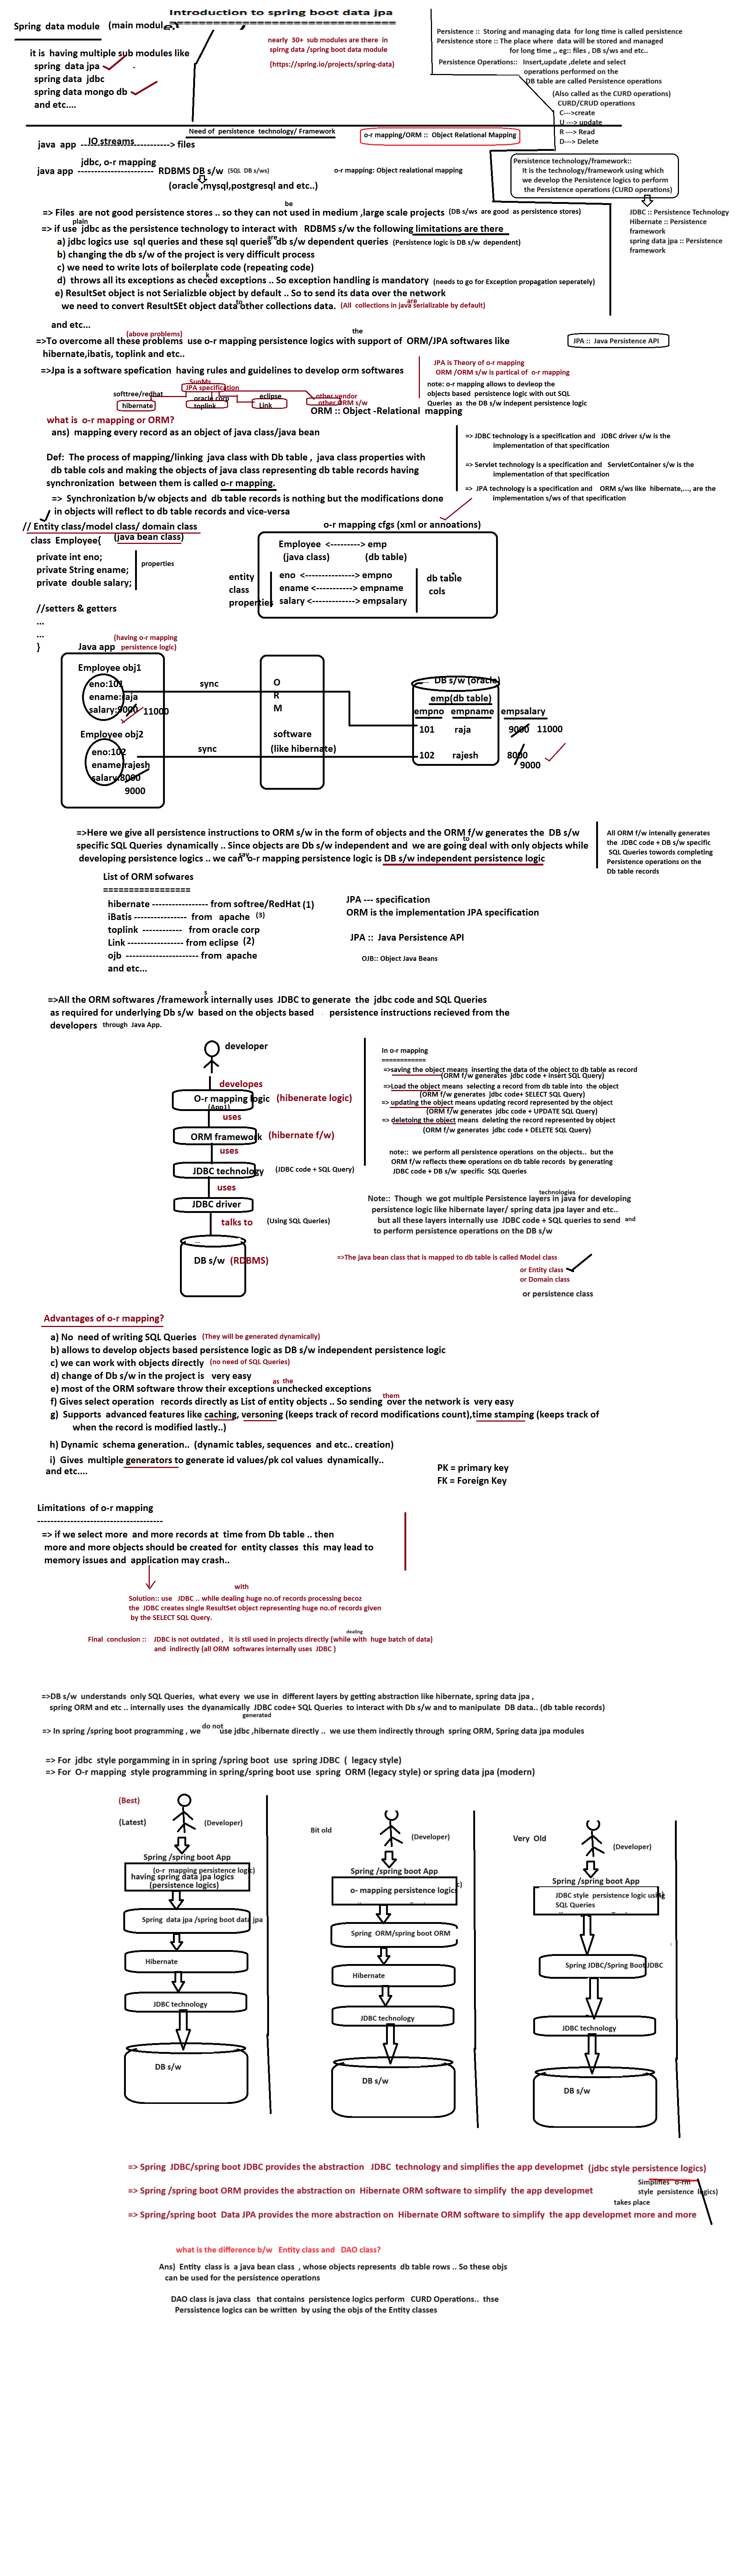 Introduction to spring boot data jpa
==================================
Spring data module (main module)
it is having multiple sub modules like
spring data jpa
spring data jdbc
spring data mongo db
and etc....
nearly 30+ sub modules are there in
spirng data /spring boot data module
(https://spring.io/projects/spring-data)
Persistence :: Storing and managing data for long time is called persistence
Persistence store :: The place where data will be stored and managed
for long time ,, eg:: files , DB s/ws and etc..
Persistence Operations:: Insert,update ,delete and select
operations performed on the
DB table are called Persistence operations
(Also called as the CURD operations)
CURD/CRUD operations
C--->create
U ---> update
R ---> Read
D---> Delete
Need of persistence technology/ Framework
o-r mapping/ORM :: Object Relational Mapping
IO streams
java app ----------------------> files
jdbc, o-r mapping
java app ----------------------- RDBMS DB s/w (SQL DB s/ws)
(oracle ,mysql,postgresql and etc..)
o-r mapping: Object realational mapping
Persistence technology/framework::
It is the technology/framework using which
we develop the Persistence logics to perform
the Persistence operations (CURD operations)
JDBC :: Persistence Technology
Hibernate :: Persistence
framework
spring data jpa :: Persistence
framework
be
=> Files are not good persistence stores .. so they can not used in medium ,large scale projects (DB s/ws are good as persistence stores)
plain
=> if we use jdbc as the persistence technology to interact with RDBMS s/w the following limitations are there
a) jdbc logics use sql queries and these sql queries are db s/w dependent queries (Persistence logic is DB s/w dependent)
b) changing the db s/w of the project is very difficult process
c) we need to write lots of boilerplate code (repeating code)
k
d) throws all its exceptions as checed exceptions .. So exception handling is mandatory (needs to go for Exception propagation seperately)
e) ResultSet object is not Serializble object by default .. So to send its data over the network
we need to convert ResultSEt object data to other collections data. (All collections in java are serializable by default)
and etc...
(above problems)
the
=>To overcome all these problems use o-r mapping persistence logics with support of ORM/JPA softwares like
hibernate,ibatis, toplink and etc..
JPA :: Java Persistence API
=>Jpa is a software spefication having rules and guidelines to develop orm softwares
JPA is Theory of o-r mapping
ORM /ORM s/w is partical of o-r mapping
note: o-r mapping allows to devleop the
objects based persistence logic with out SQL
Queries as the DB s/w indepent persistence logic
SunMs
JPA specification
softtree/redhat
hibernate
oracle corp
toplink
eclipse
Link
other vendor
other ORM s/w
ORM :: Object -Relational mapping
what is o-r mapping or ORM?
ans) mapping every record as an object of java class/java bean
Def: The process of mapping/linking java class with Db table , java class properties with
db table cols and making the objects of java class representing db table records having
synchronization between them is called o-r mapping.
=> Synchronization b/w objects and db table records is nothing but the modifications done
in objects will reflect to db table records and vice-versa
=> JDBC technology is a specification and JDBC driver s/w is the
implementation of that specification
=> Servlet technology is a specification and ServletContainer s/w is the
implementation of that specification
=> JPA technology is a specification and ORM s/ws like hibernate,...., are the
implementation s/ws of that specification
// Entity class/model class/ domain class
class Employee{ (java bean class)
private int eno;
private String ename;
private double salary;
properties
//setters & getters
...
...
}
o-r mapping cfgs (xml or annoations)
Employee <---------> emp
(java class) (db table)
entity
class
properties
eno <---------------> empno
ename <-----------> empname
salary <------------> empsalary
db table
cols
Java app
(having o-r mapping
persistence logic)
Employee obj1
eno:101
ename:raja
salary:9000 11000
Employee obj2
eno:102
ename:rajesh
salary:8000
9000
sync
sync
O
R
M
software
(like hibernate)
DB s/w (oracle)
emp(db table)
empno empname empsalary
101 raja 9000 11000
102 rajesh 8000
9000
=>Here we give all persistence instructions to ORM s/w in the form of objects and the ORM f/w generates the DB s/w
specific SQL Queries dynamically .. Since objects are Db s/w independent and we are going to deal with only objects while
developing persistence logics .. we can say o-r mapping persistence logic is DB s/w independent persistence logic
All ORM f/w intenally generates
the JDBC code + DB s/w specific
SQL Queries towords completing
Persistence operations on the
Db table records
List of ORM sofwares
=================
hibernate ----------------- from softree/RedHat (1)
iBatis ---------------- from apache (3)
toplink ------------ from oracle corp
Link ----------------- from eclipse (2)
ojb ---------------------- from apache
and etc...
JPA --- specification
ORM is the implementation JPA specification
JPA :: Java Persistence API
OJB:: Object Java Beans
s
=>All the ORM softwares /framework internally uses JDBC to generate the jdbc code and SQL Queries
as required for underlying Db s/w based on the objects based persistence instructions recieved from the
developers through Java App.
developer
developes
O-r mapping logic (hibenerate logic)
(App1)
uses
ORM framework (hibernate f/w)
uses
JDBC technology (JDBC code + SQL Query)
uses
JDBC driver
talks to (Using SQL Queries)
DB s/w (RDBMS)
In o-r mapping
============
=>saving the object means inserting the data of the object to db table as record
(ORM f/w generates jdbc code + insert SQL Query)
=>Load the object means selecting a record from db table into the object
(ORM f/w generates jdbc code+ SELECT SQL Query)
=> updating the object means updating record represented by the object
(ORM f/w generates jdbc code + UPDATE SQL Query)
=> deletoing the object means deleting the record represented by object
(ORM f/w generates jdbc code + DELETE SQL Query)
note:: we perform all persistence operations on the objects.. but the
ORM f/w reflects these operations on db table records by generating
JDBC code + DB s/w specific SQL Queries
technologies
Note:: Though we got multiple Persistence layers in java for developing
persistence logic like hibernate layer/ spring data jpa layer and etc..
but all these layers internally use JDBC code + SQL queries to send and
to perform persistence operations on the DB s/w
=>The java bean class that is mapped to db table is called Model class
or Entity class
or Domain class
or persistence class
Advantages of o-r mapping?
a) No need of writing SQL Queries (They will be generated dynamically)
b) allows to develop objects based persistence logic as DB s/w independent persistence logic
c) we can work with objects directly (no need of SQL Queries)
d) change of Db s/w in the project is very easy
as the
e) most of the ORM software throw their exceptions unchecked exceptions
them
f) Gives select operation records directly as List of entity objects .. So sending over the network is very easy
g) Supports advanced features like caching, versoning (keeps track of record modifications count),time stamping (keeps track of
when the record is modified lastly..)
h) Dynamic schema generation.. (dynamic tables, sequences and etc.. creation)
i) Gives multiple generators to generate id values/pk col values dynamically..
and etc....
PK = primary key
FK = Foreign Key
Limitations of o-r mapping
--------------------------------------
=> if we select more and more records at time from Db table .. then
more and more objects should be created for entity classes this may lead to
memory issues and application may crash..
with
Solution:: use JDBC .. while dealing huge no.of records processing becoz
the JDBC creates single ResultSet object representing huge no.of records given
by the SELECT SQL Query.
dealing
Final conclusion :: JDBC is not outdated , it is stil used in projects directly (while with huge batch of data)
and indirectly (all ORM softwares internally uses JDBC )
=>DB s/w understands only SQL Queries, what every we use in different layers by getting abstraction like hibernate, spring data jpa ,
spring ORM and etc .. internally uses the dyanamically JDBC code+ SQL Queries to interact with Db s/w and to manipulate DB data.. (db table records)
generated
=> In spring /spring boot programming , we do not use jdbc ,hibernate directly .. we use them indirectly through spring ORM, Spring data jpa modules
=> For jdbc style porgamming in in spring /spring boot use spring JDBC ( legacy style)
=> For O-r mapping style programming in spring/spring boot use spring ORM (legacy style) or spring data jpa (modern)
(Best)
(Latest)
(Developer)
Spring /spring boot App
(o-r mapping persistence logic)
having spring data jpa logics
(persistence logics)
Spring data jpa /spring boot data jpa
Hibernate
JDBC technology
DB s/w
Bit old
(Developer)
Spring /spring boot App
o- mapping persistence logics
Spring ORM/spring boot ORM
Hibernate
JDBC technology
DB s/w
Very Old
(Developer)
Spring /spring boot App
JDBC style persistence logic using
SQL Queries
Spring JDBC/Spring Boot JDBC
JDBC technology
DB s/w
=> Spring JDBC/spring boot JDBC provides the abstraction JDBC technology and simplifies the app developmet (jdbc style persistence logics)
=> Spring /spring boot ORM provides the abstraction on Hibernate ORM software to simplify the app developmet
Simplifies o-rm
style persistence logics)
takes place
=> Spring/spring boot Data JPA provides the more abstraction on Hibernate ORM software to simplify the app developmet more and more
what is the difference b/w Entity class and DAO class?
Ans) Entity class is a java bean class , whose objects represents db table rows .. So these objs
can be used for the persistence operations
DAO class is java class that contains persistence logics perform CURD Operations.. thse
Perssistence logics can be written by using the objs of the Entity classes